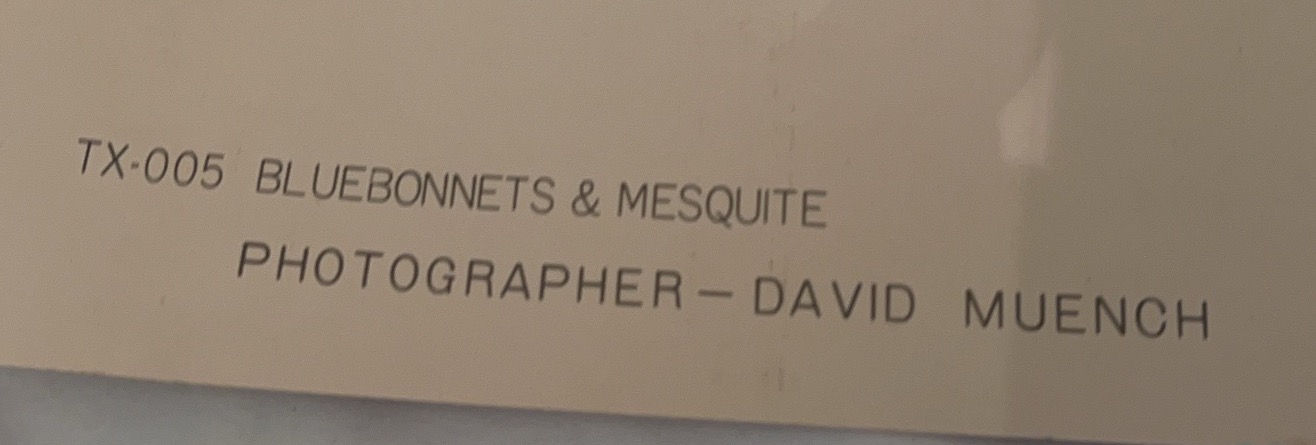 TX-005 BLUEBONNETS & MESQUITE
PHOTOGRAPHER — DAVID MUENCH